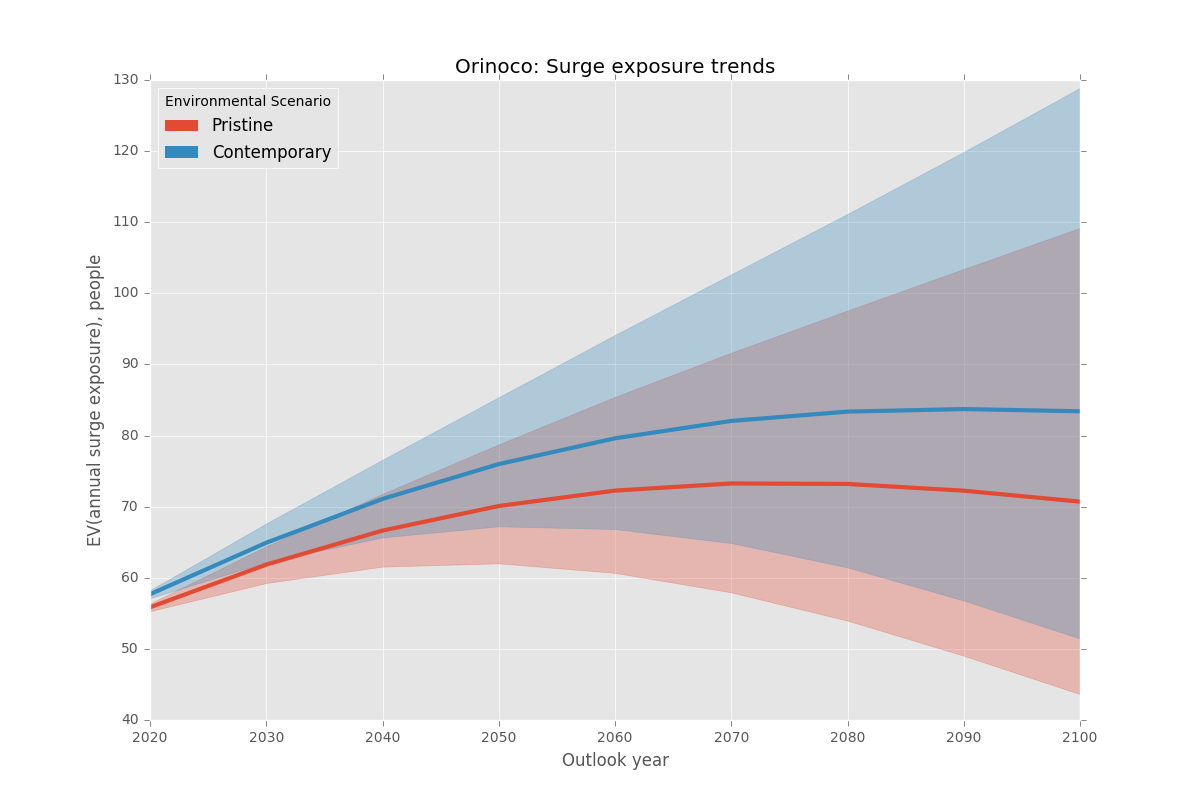 Orinoco: Surge exposure trends
Environmental Scenario
Pristine
Contemporary
EV(annual surge exposure), people
130
120
110
100
90
80
70
60
50
40
2020 2030 2040 2050 2060 2070 2080 2090 2100
Outlook year